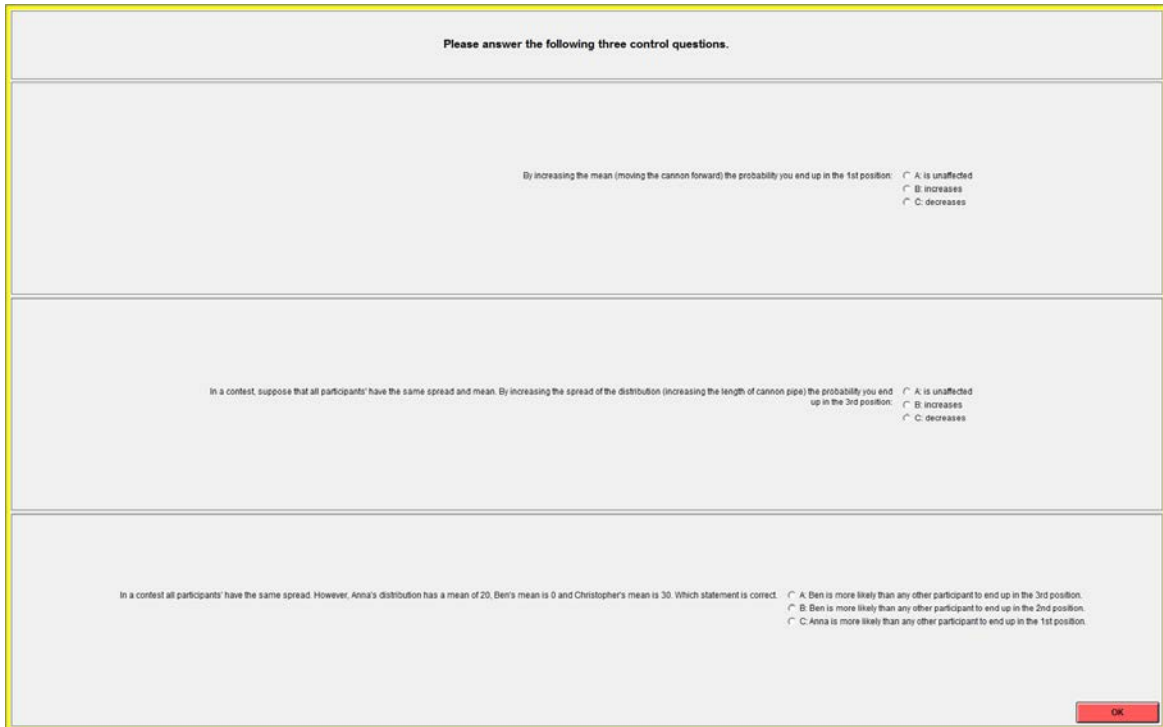 Please answer the following three control questions.
By increasing the mean (moving the cannon forward) the probability you end up in the 1st position:
A: is unaffected
B: increases
C: decreases
In a contest, suppose that all participants' have the same spread and mean. By increasing the spread of the distribution (increasing the length of cannon pipe) the probability you end
up in the 3rd position:
A: is unaffected
B: increases
C: decreases
In a contest all participants' have the same spread. However, Anna's distribution has a mean of 20, Ben's mean is 0 and Christopher's mean is 30. Which statement is correct.
A: Ben is more likely than any other participant to end up in the 3rd position.
B: Ben is more likely than any other participant to end up in the 2nd position.
C: Anna is more likely than any other participant to end up in the 1st position.
OK